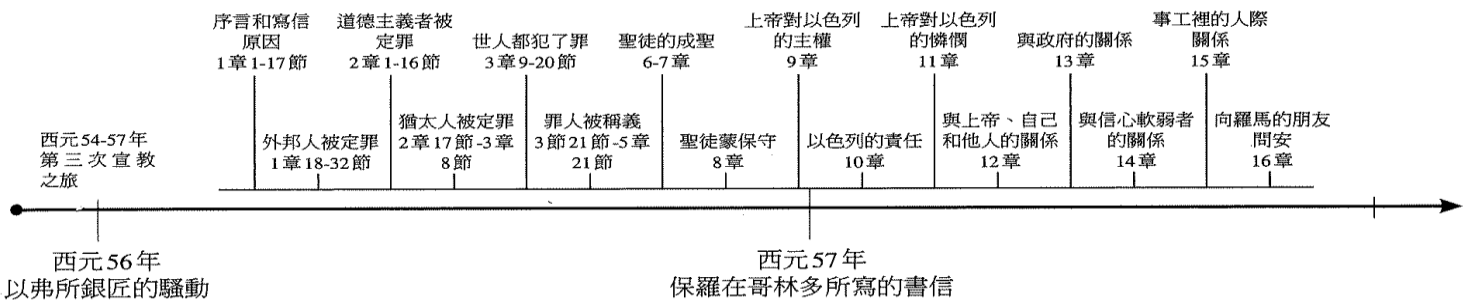 序言和寫信
原因
1章1-17節
道德主義者被
定罪
2章1-16節
世人都犯了罪
3章9-20節
聖徒的成聖
6-7章
上帝對以色列
的主權
9章
上帝對以色列
的憐憫
11章
與政府的關係
13章
事工裡的人際
關係
15章
西元54-57年
第三次宣教
之旅
外邦人被定罪
1章18-32節
猶太人被定罪
2章17節-3章
8節
罪人被稱義
3節21節-5章
21節
聖徒蒙保守
8章
以色列的責任
10章
與上帝、自己
和他人的關係
12章
與信心軟弱者
的關係
14章
向羅馬的朋友
問安
16章
西元56年
以弗所銀匠的騷動
西元57年
保羅在哥林多所寫的書信